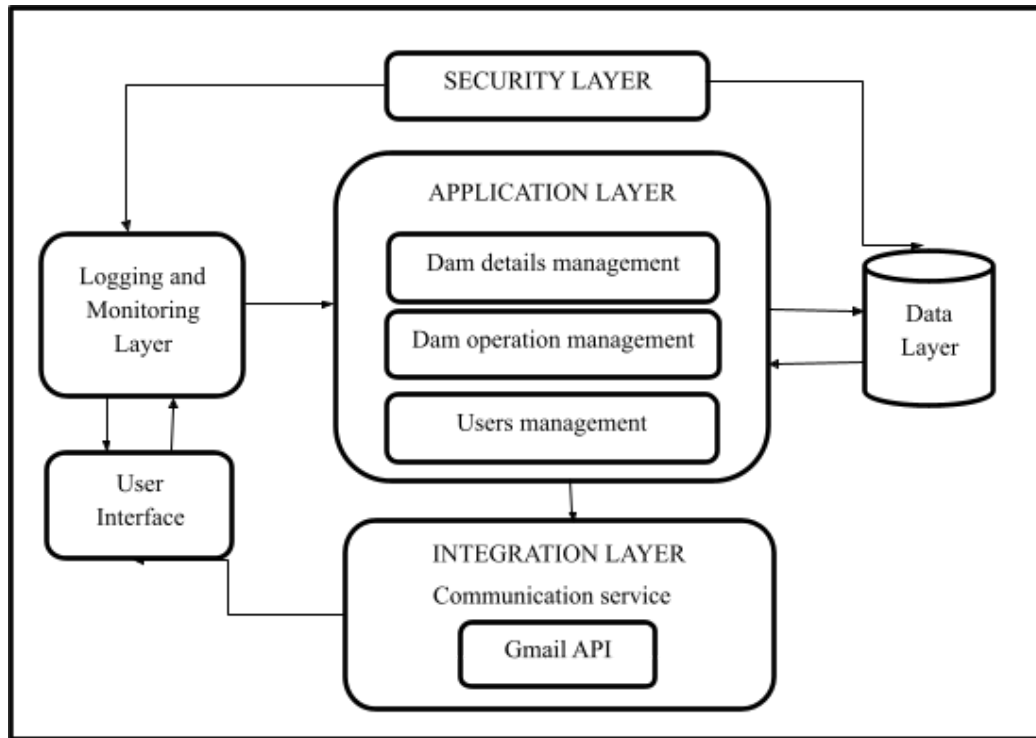 SECURITY LAYER
APPLICATION LAYER
Dam details management
Dam operation management
Users management
Logging and
Monitoring
Layer
Data
Layer
User
Interface
INTEGRATION LAYER
Communication service
Gmail API